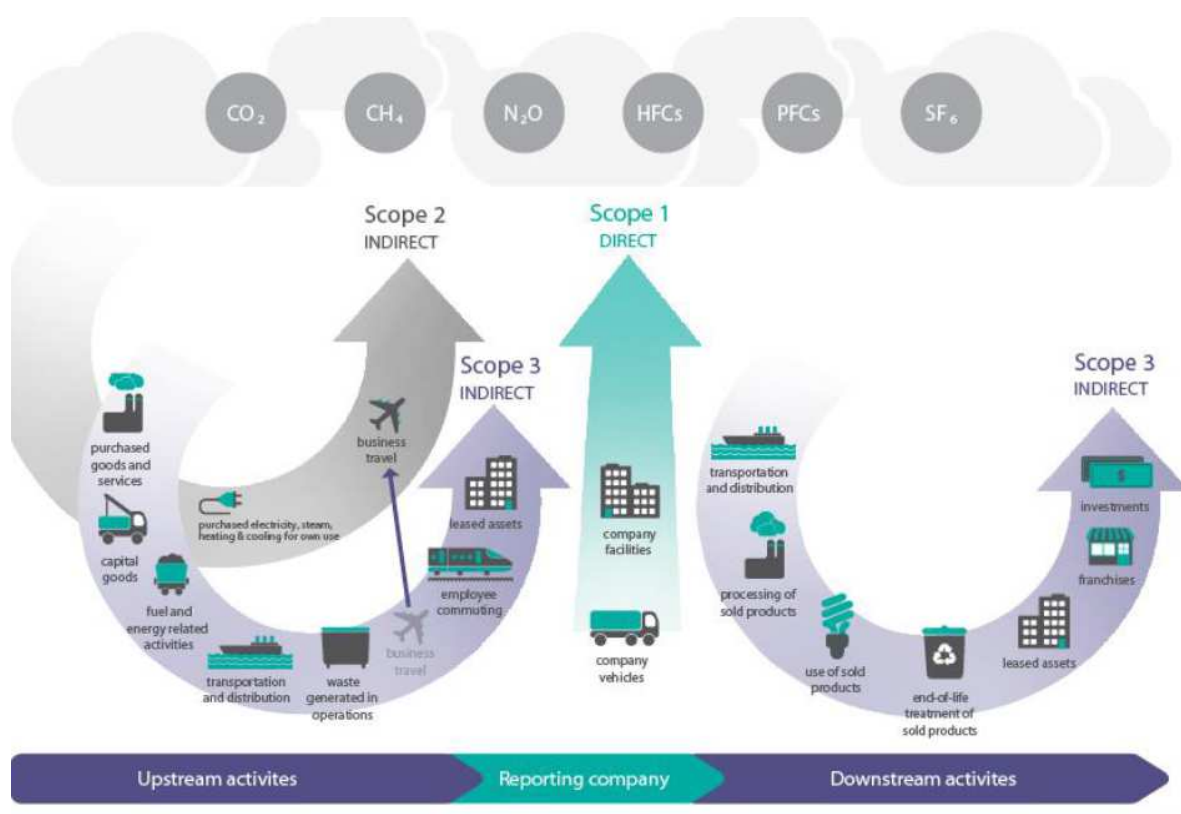 CO₂
CH₄
N₂O
HFCs
PFCs
SF₆
Scope 2
INDIRECT
Scope 1
DIRECT
Scope 3
INDIRECT
Scope 3
INDIRECT
purchased
goods and
services
capital
goods
fuel and
energy related
activities
purchased electricity, steam,
heating & cooling for own use
business
travel
transportation
and distribution
waste
generated in
operations
business
travel
employee
commuting
leased assets
company
facilities
company
vehicles
transportation
and distribution
processing of
sold products
use of sold
products
end-of-life
treatment of
sold products
leased assets
franchises
$
investments
Upstream activites
Reporting company
Downstream activites